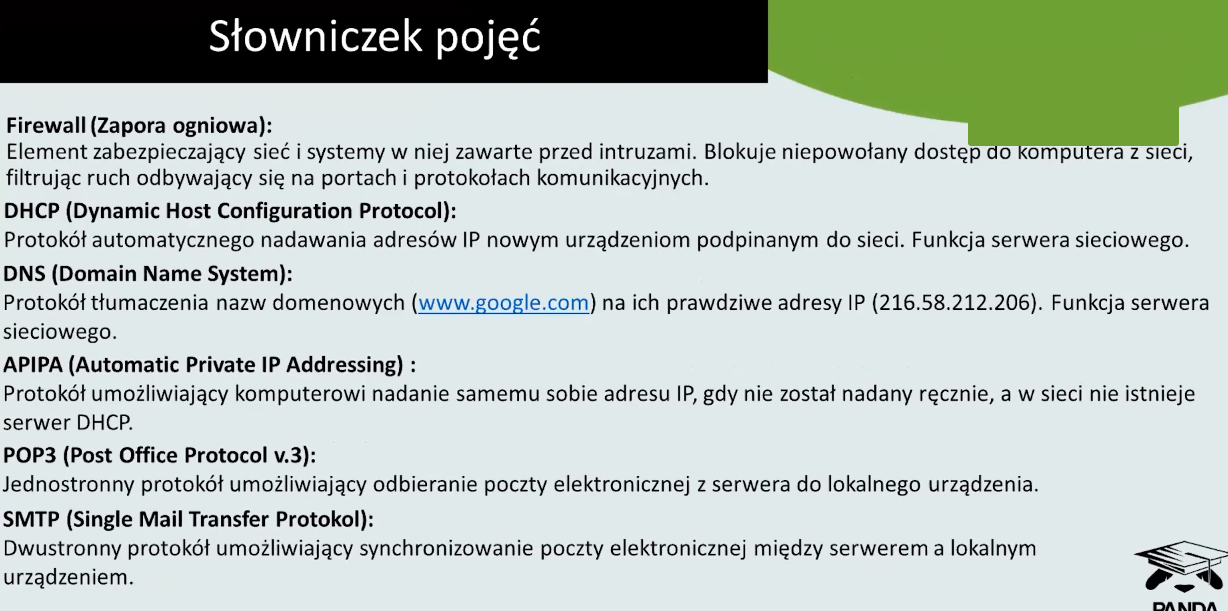 Słowniczek pojęć
Firewall (Zapora ogniowa):
Element zabezpieczający sieć i systemy w niej zawarte przed intruzami. Blokuje niepowołany dostęp do komputera z sieci,
filtrując ruch odbywający się na portach i protokołach komunikacyjnych.
DHCP (Dynamic Host Configuration Protocol):
Protokół automatycznego nadawania adresów IP nowym urządzeniom podpinanym do sieci. Funkcja serwera sieciowego.
DNS (Domain Name System):
Protokół tłumaczenia nazw domenowych (www.google.com) na ich prawdziwe adresy IP (216.58.212.206). Funkcja serwera
sieciowego.
APIPA (Automatic Private IP Addressing) :
Protokół umożliwiający komputerowi nadanie samemu sobie adresu IP, gdy nie został nadany ręcznie, a w sieci nie istnieje
serwer DHCP.
POP3 (Post Office Protocol v.3):
Jednostronny protokół umożliwiający odbieranie poczty elektronicznej z serwera do lokalnego urządzenia.
SMTP (Single Mail Transfer Protokol):
Dwustronny protokół umożliwiający synchronizowanie poczty elektronicznej między serwerem a lokalnym
urządzeniem.
PANDA